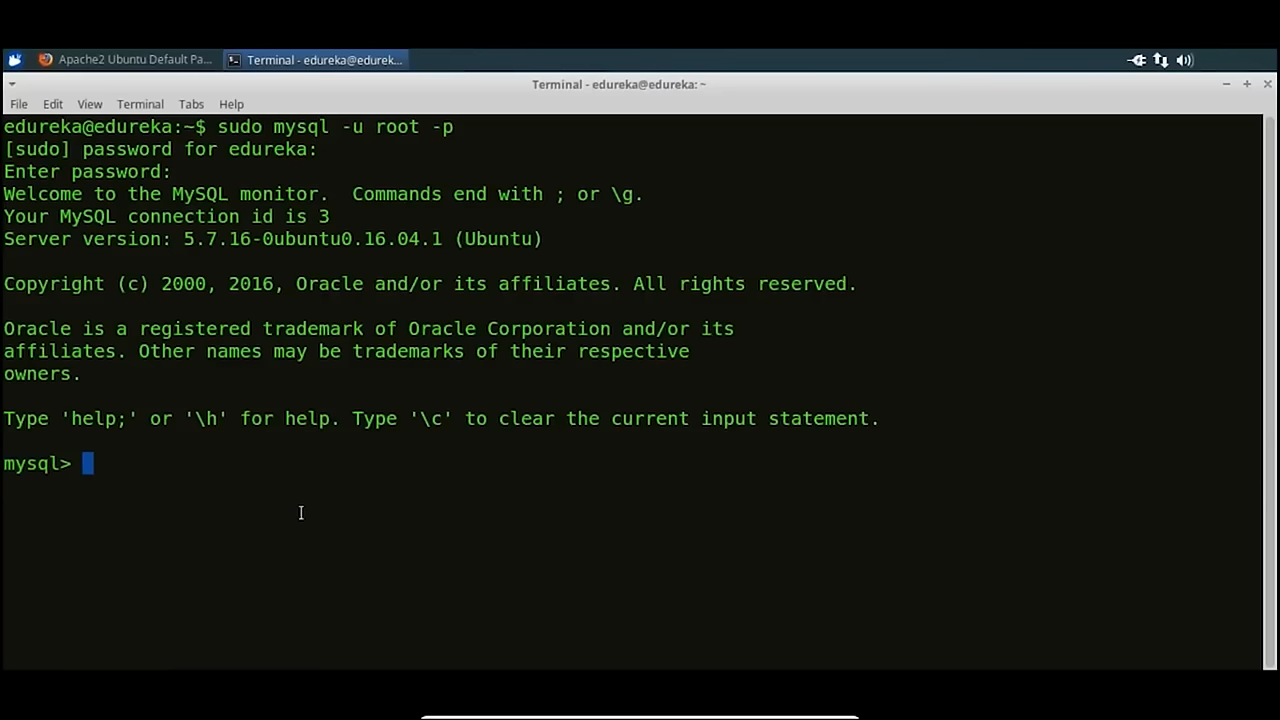 Apache2 Ubuntu Default Pa...
Terminal - edureka@edurek...
Terminal - edureka@edureka: ~
File Edit View Terminal Tabs Help
edureka@edureka:~$ sudo mysql -u root -p
[sudo] password for edureka:
Enter password:
Welcome to the MySQL monitor.  Commands end with ; or \g.
Your MySQL connection id is 3
Server version: 5.7.16-0ubuntu0.16.04.1 (Ubuntu)
Copyright (c) 2000, 2016, Oracle and/or its affiliates. All rights reserved.
Oracle is a registered trademark of Oracle Corporation and/or its
affiliates. Other names may be trademarks of their respective
owners.
Type 'help;' or '\h' for help. Type '\c' to clear the current input statement.
mysql>